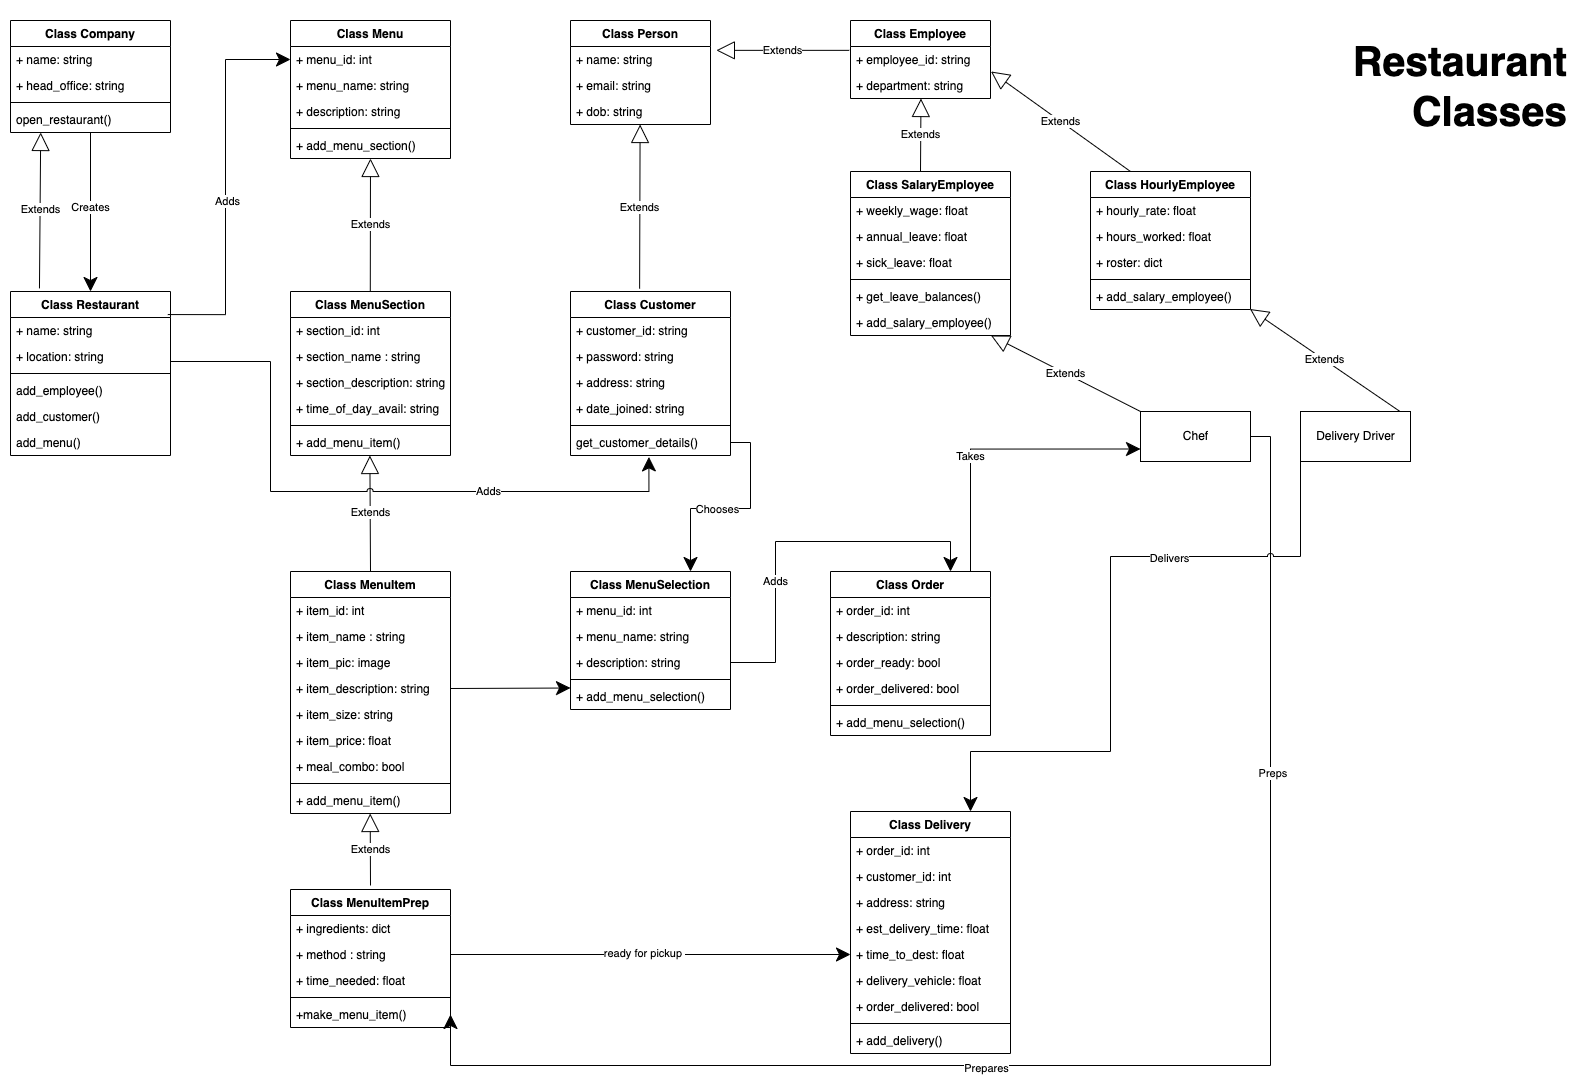 Restaurant
Classes
Class Company
+ name: string
+ head_office: string
open_restaurant()
Extends
Creates
Class Restaurant
+ name: string
+ location: string
add_employee()
add_customer()
add_menu()
Adds
Adds
Class Menu
+ menu_id: int
+ menu_name: string
+ description: string
+ add_menu_section()
Extends
Class MenuSection
+ section_id: int
+ section_name : string
+ section_description: string
+ time_of_day_avail: string
+ add_menu_item()
Extends
Class MenuItem
+ item_id: int
+ item_name : string
+ item_pic: image
+ item_description: string
+ item_size: string
+ item_price: float
+ meal_combo: bool
+ add_menu_item()
Extends
Class MenuItemPrep
+ ingredients: dict
+ method : string
+ time_needed: float
+make_menu_item()
ready for pickup
Class Person
+ name: string
+ email: string
+ dob: string
Extends
Extends
Class Customer
+ customer_id: string
+ password: string
+ address: string
+ date_joined: string
get_customer_details()
Chooses
Class MenuSelection
+ menu_id: int
+ menu_name: string
+ description: string
+ add_menu_selection()
Adds
Class Employee
+ employee_id: string
+ department: string
Extends
Extends
Class SalaryEmployee
+ weekly_wage: float
+ annual_leave: float
+ sick_leave: float
+ get_leave_balances()
+ add_salary_employee()
Class HourlyEmployee
+ hourly_rate: float
+ hours_worked: float
+ roster: dict
+ add_salary_employee()
Extends
Extends
Chef
Delivery Driver
Takes
Delivers
Class Order
+ order_id: int
+ description: string
+ order_ready: bool
+ order_delivered: bool
+ add_menu_selection()
Preps
Class Delivery
+ order_id: int
+ customer_id: int
+ address: string
+ est_delivery_time: float
+ time_to_dest: float
+ delivery_vehicle: float
+ order_delivered: bool
+ add_delivery()
Prepares